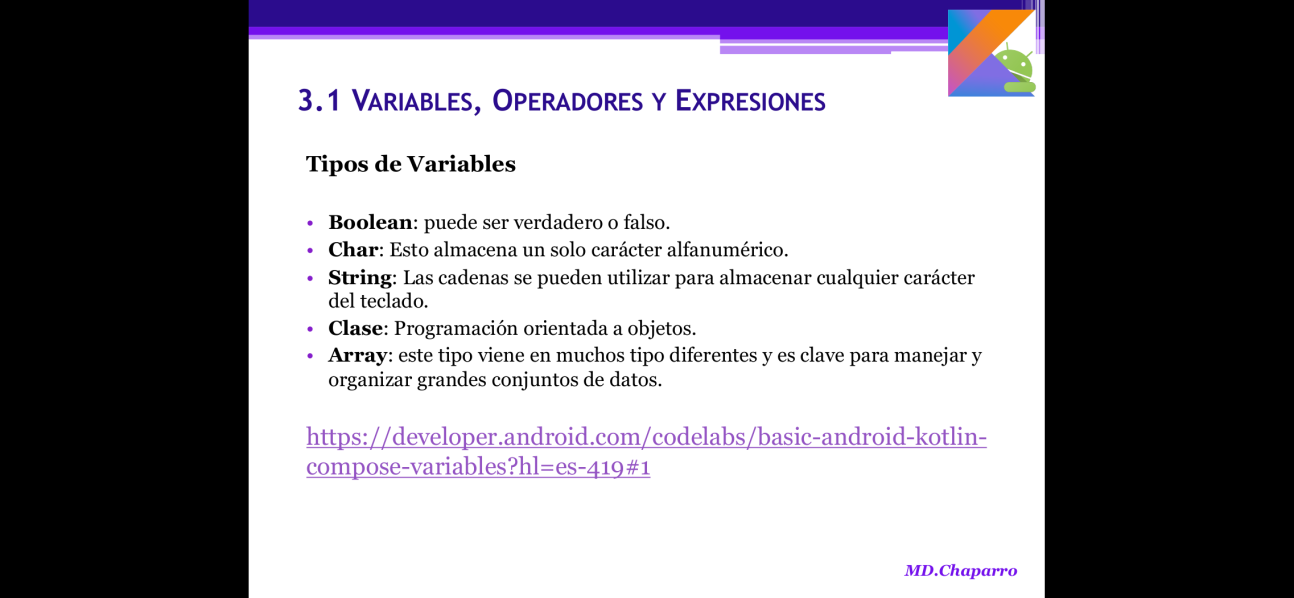 3.1 VARIABLES, OPERADORES Y EXPRESIONES
Tipos de Variables
• Boolean: puede ser verdadero o falso.
• Char: Esto almacena un solo carácter alfanumérico.
• String: Las cadenas se pueden utilizar para almacenar cualquier carácter
del teclado.
• Clase: Programación orientada a objetos.
• Array: este tipo viene en muchos tipo diferentes y es clave para manejar y
organizar grandes conjuntos de datos.
https://developer.android.com/codelabs/basic-android-kotlin-
compose-variables?hl=es-419#1
MD.Chaparro